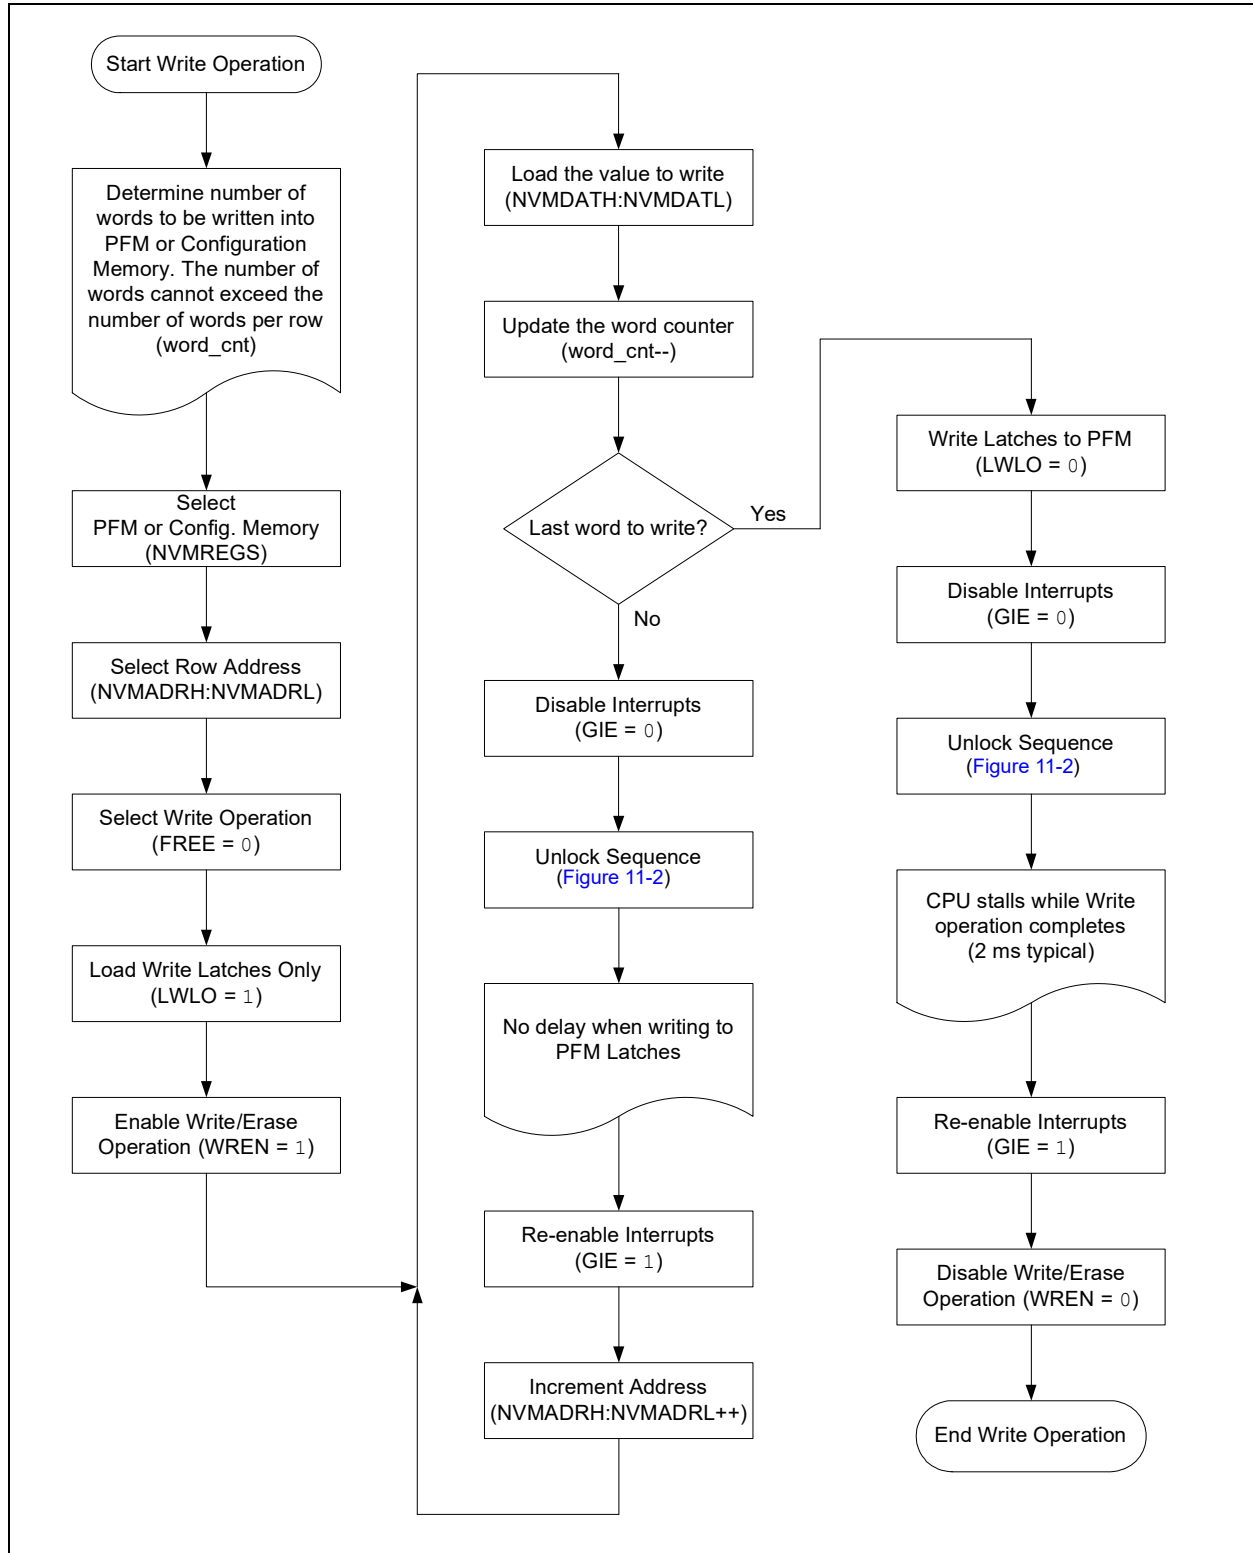 Start Write Operation
Determine number of
words to be written into
PFM or Configuration
Memory. The number of
words cannot exceed the
number of words per row
(word_cnt)
Select
PFM or Config. Memory
(NVMREGS)
Select Row Address
(NVMADRH:NVMADRL)
Select Write Operation
(FREE = 0)
Load Write Latches Only
(LWLO = 1)
Enable Write/Erase
Operation (WREN = 1)
Load the value to write
(NVMDATH:NVMDATL)
Update the word counter
(word_cnt--)
Last word to write?
Yes
No
Disable Interrupts
(GIE = 0)
Unlock Sequence
(Figure 11-2)
No delay when writing to
PFM Latches
Re-enable Interrupts
(GIE = 1)
Increment Address
(NVMADRH:NVMADRL++)
Write Latches to PFM
(LWLO = 0)
Disable Interrupts
(GIE = 0)
Unlock Sequence
(Figure 11-2)
CPU stalls while Write
operation completes
(2 ms typical)
Re-enable Interrupts
(GIE = 1)
Disable Write/Erase
Operation (WREN = 0)
End Write Operation